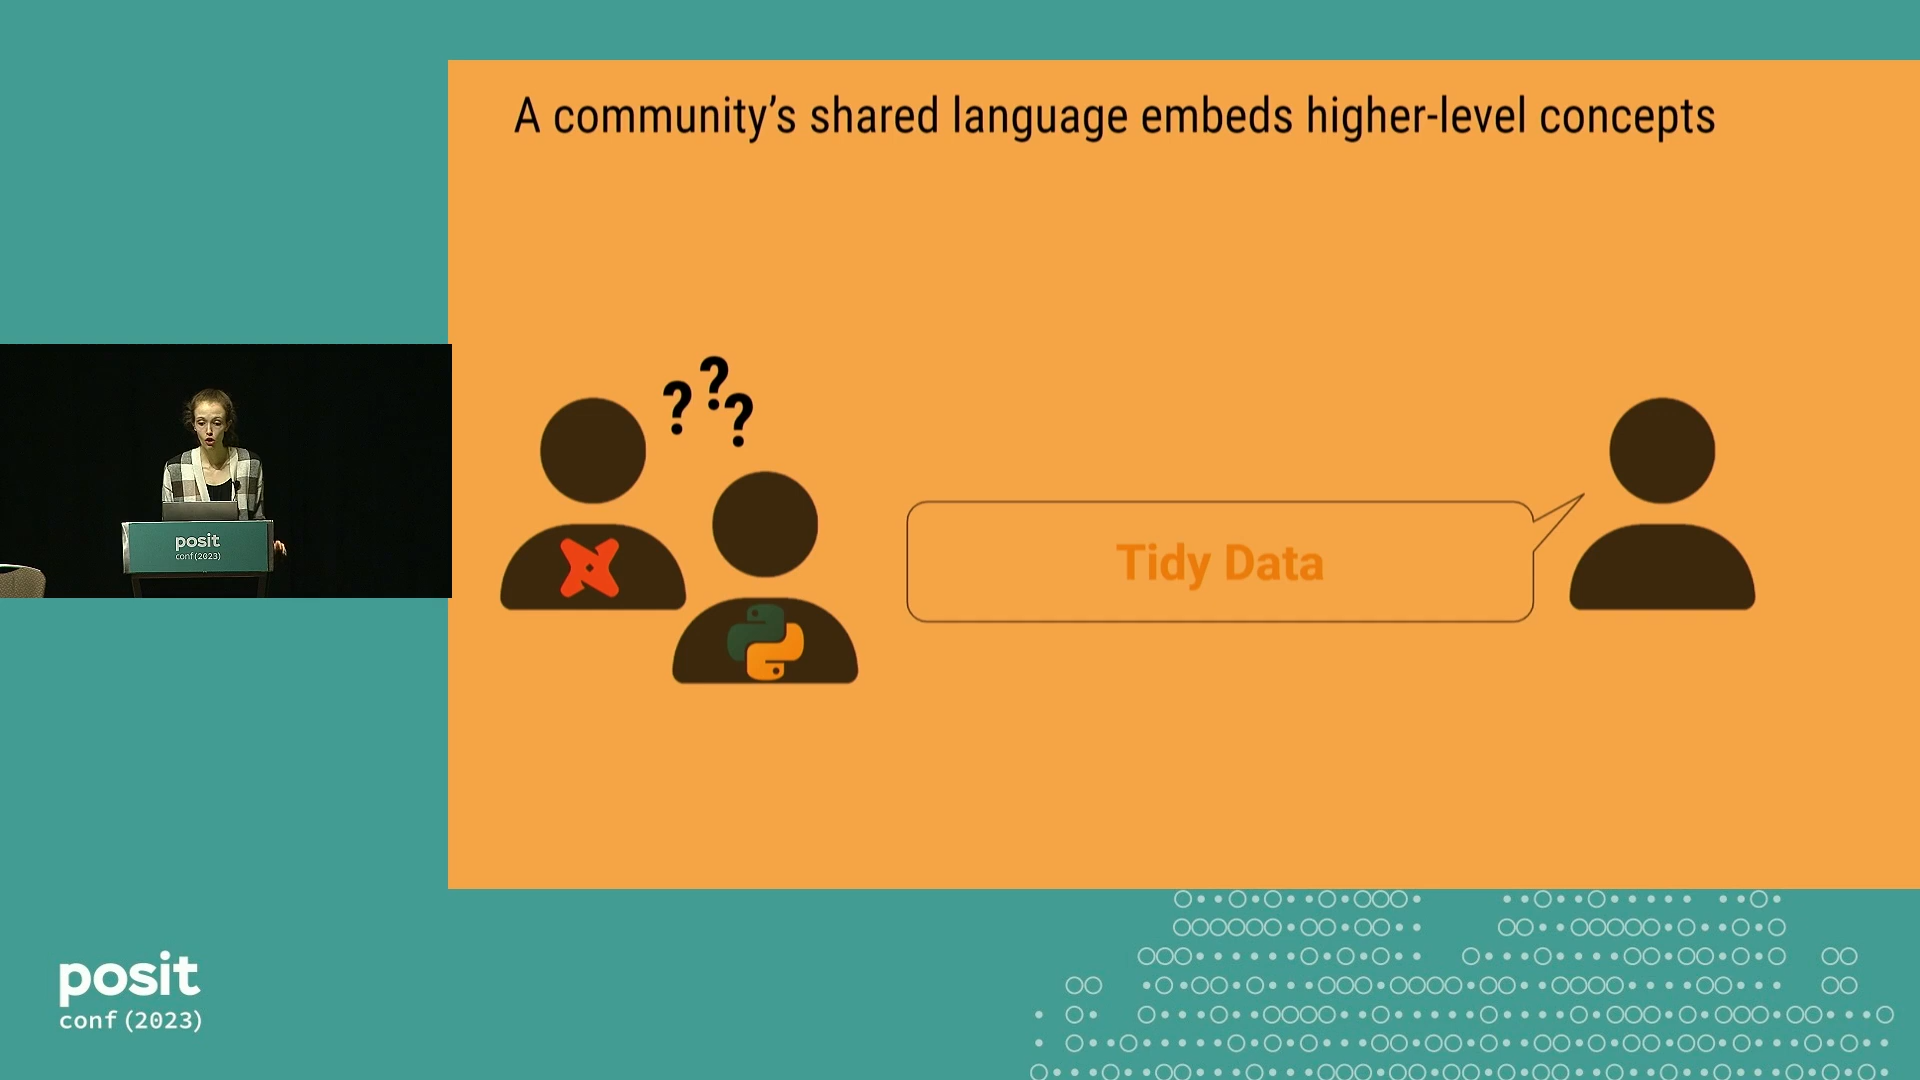 A community’s shared language embeds higher-level concepts
? ? ?
Tidy Data
posit
conf(2023)
posit
conf(2023)